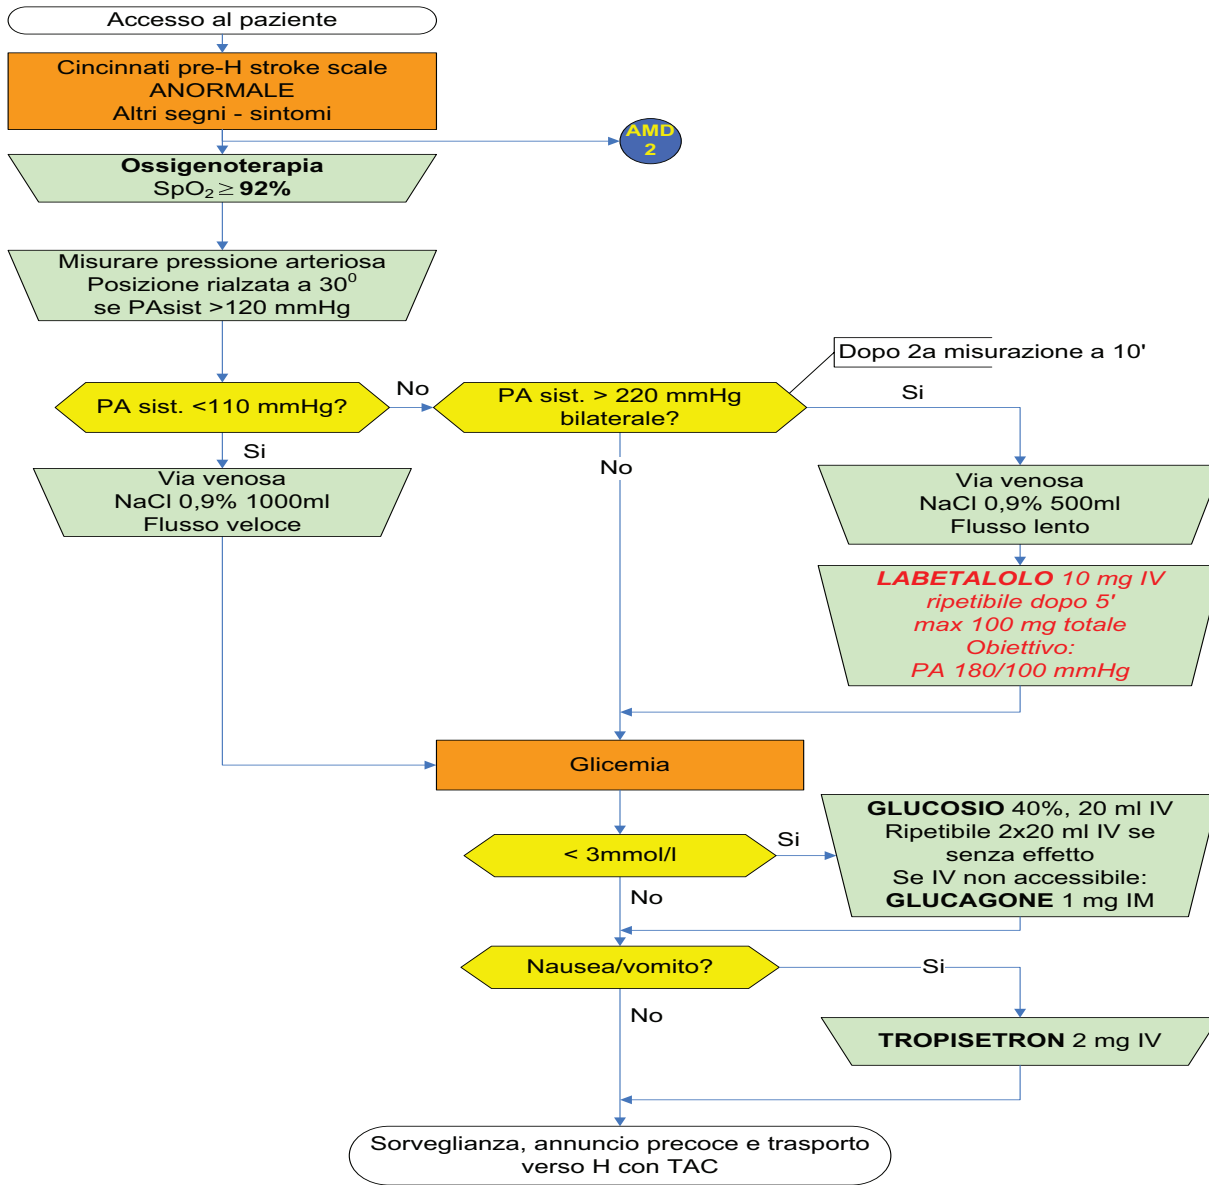 Accesso al paziente
Cincinnati pre-H stroke scale
ANORMALE
Altri segni - sintomi
AMD
2
Ossigenoterapia
SpO₂ ≥ 92%
Misurare pressione arteriosa
Posizione rialzata a 30⁰
se PAsist >120 mmHg
Dopo 2a misurazione a 10'
PA sist. <110 mmHg?
No
PA sist. > 220 mmHg
bilaterale?
Si
Si
No
Via venosa
NaCl 0,9% 1000ml
Flusso veloce
Via venosa
NaCl 0,9% 500ml
Flusso lento
LABETALOLO 10 mg IV
ripetibile dopo 5'
max 100 mg totale
Obiettivo:
PA 180/100 mmHg
Glicemia
< 3mmol/l
Si
No
GLUCOSIO 40%, 20 ml IV
Ripetibile 2x20 ml IV se
senza effetto
Se IV non accessibile:
GLUCAGONE 1 mg IM
Nausea/vomito?
Si
No
TROPISETRON 2 mg IV
Sorveglianza, annuncio precoce e trasporto
verso H con TAC